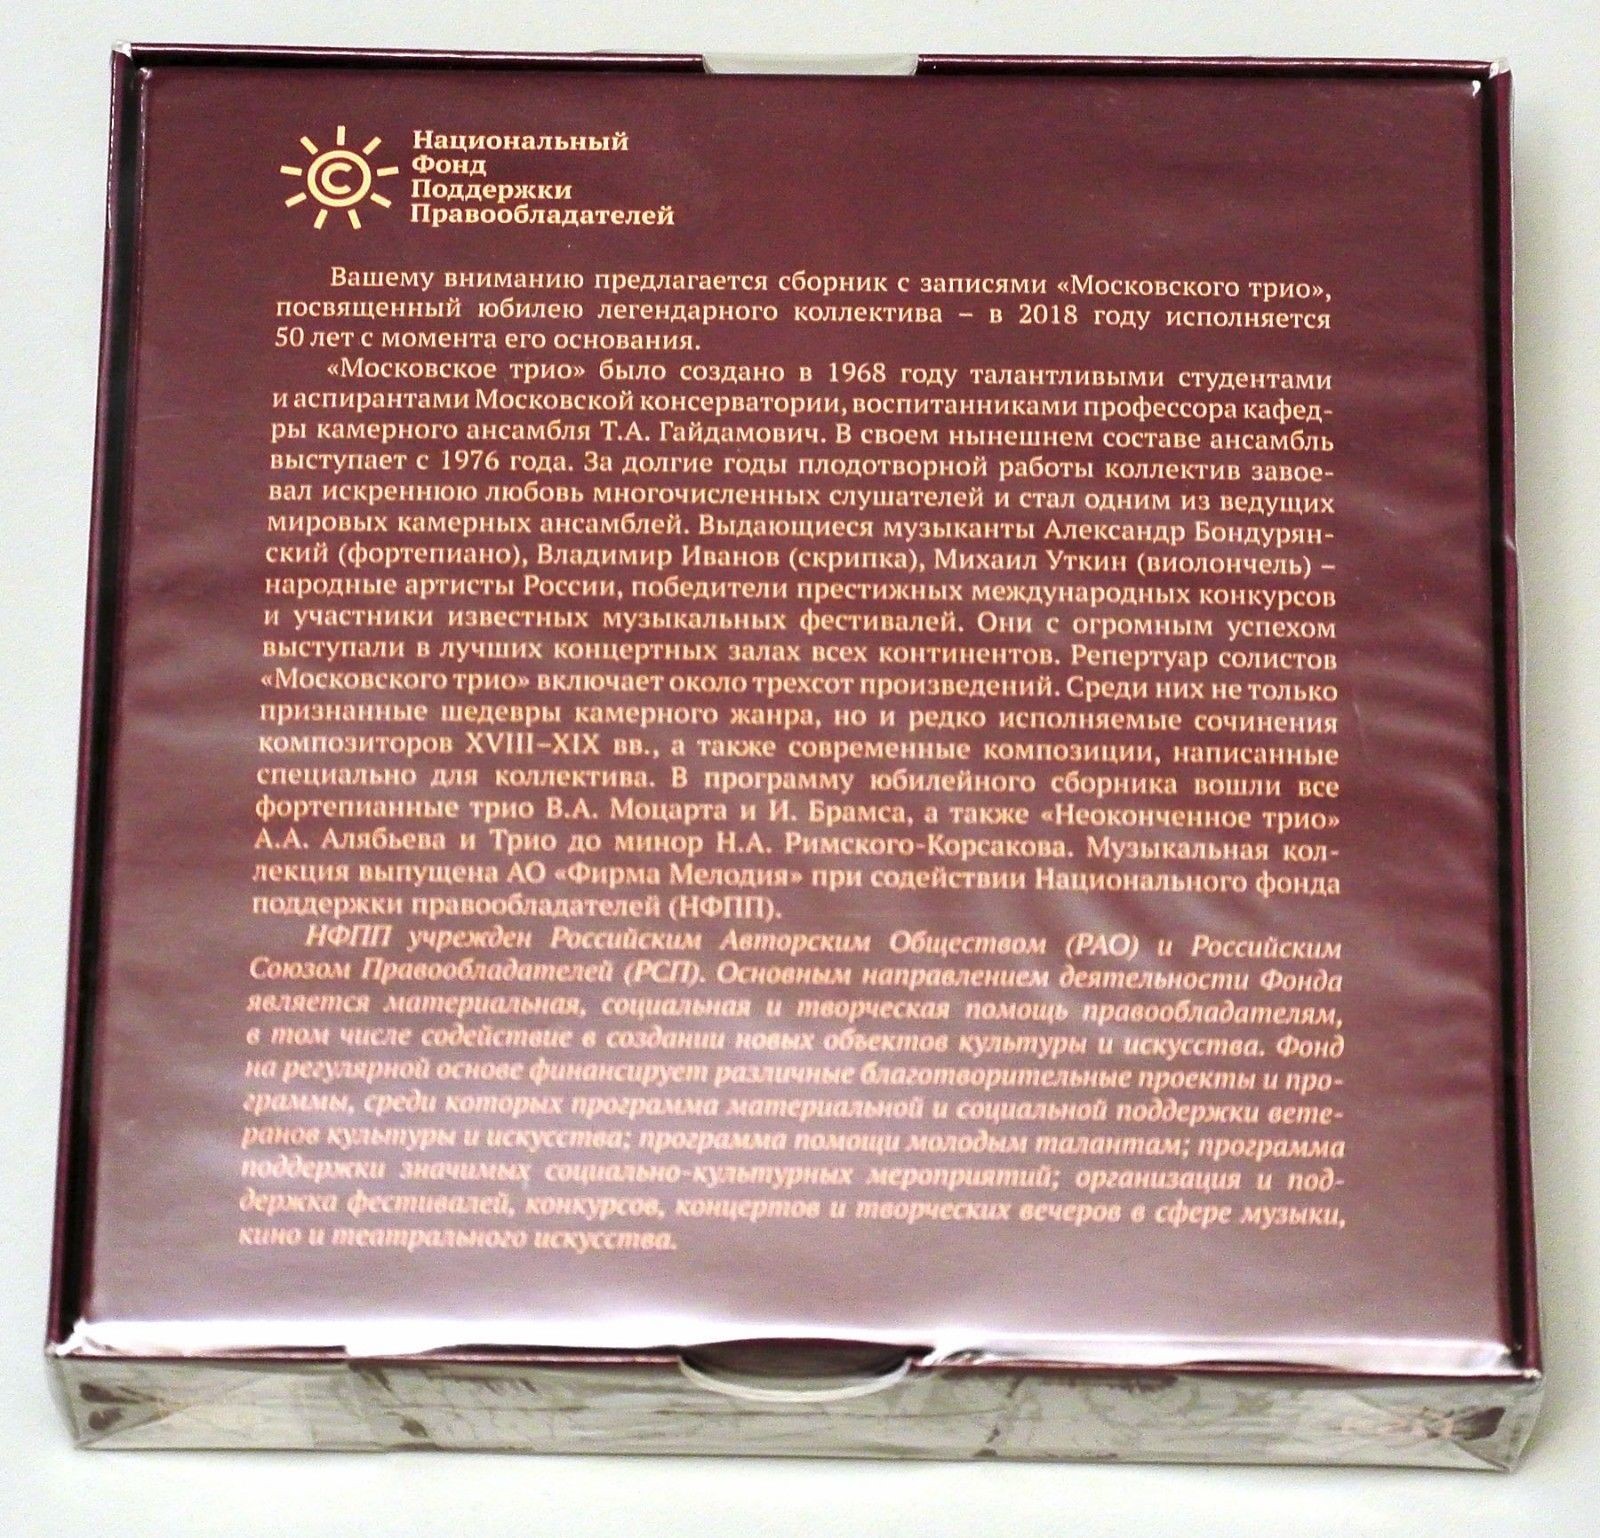 ©
Национальный
Фонд
Поддержки
Правообладателей
Вашему вниманию предлагается сборник с записями «Московского трио»,
посвященный юбилею легендарного коллектива – в 2018 году исполняется
50 лет с момента его основания.
«Московское трио» было создано в 1968 году талантливыми студентами
и аспирантами Московской консерватории, воспитанниками профессора кафед-
ры камерного ансамбля Т.А. Гайдамович. В своем нынешнем составе ансамбль
выступает с 1976 года. За долгие годы плодотворной работы коллектив завое-
вал искреннюю любовь многочисленных слушателей и стал одним из ведущих
мировых камерных ансамблей. Выдающиеся музыканты Александр Бондурян-
ский (фортепиано), Владимир Иванов (скрипка), Михаил Уткин (виолончель) –
народные артисты России, победители престижных международных конкурсов
и участники известных музыкальных фестивалей. Они с огромным успехом
выступали в лучших концертных залах всех континентов. Репертуар солистов
«Московского трио» включает около трехсот произведений. Среди них не только
признанные шедевры камерного жанра, но и редко исполняемые сочинения
композиторов XVIII–XIX вв., а также современные композиции, написанные
специально для коллектива. В программу юбилейного сборника вошли все
фортепианные трио В.А. Моцарта и И. Брамса, а также «Неоконченное трио»
А.А. Алябьева и Трио до минор Н.А. Римского-Корсакова. Музыкальная кол-
лекция выпущена АО «Фирма Мелодия» при содействии Национального фонда
поддержки правообладателей (НФПП).
НФПП учрежден Российским Авторским Обществом (РАО) и Российским
Союзом Правообладателей (РСП). Основным направлением деятельности Фонда
является материальная, социальная и творческая помощь правообладателям,
в том числе содействие в создании новых объектов культуры и искусства. Фонд
на регулярной основе финансирует различные благотворительные проекты и про-
граммы, среди которых программа материальной и социальной поддержки вете-
ранов культуры и искусства; программа помощи молодым талантам; программа
поддержки значимых социально-культурных мероприятий; организация и под-
держка фестивалей, конкурсов, концертов и творческих вечеров в сфере музыки,
кино и театрального искусства.